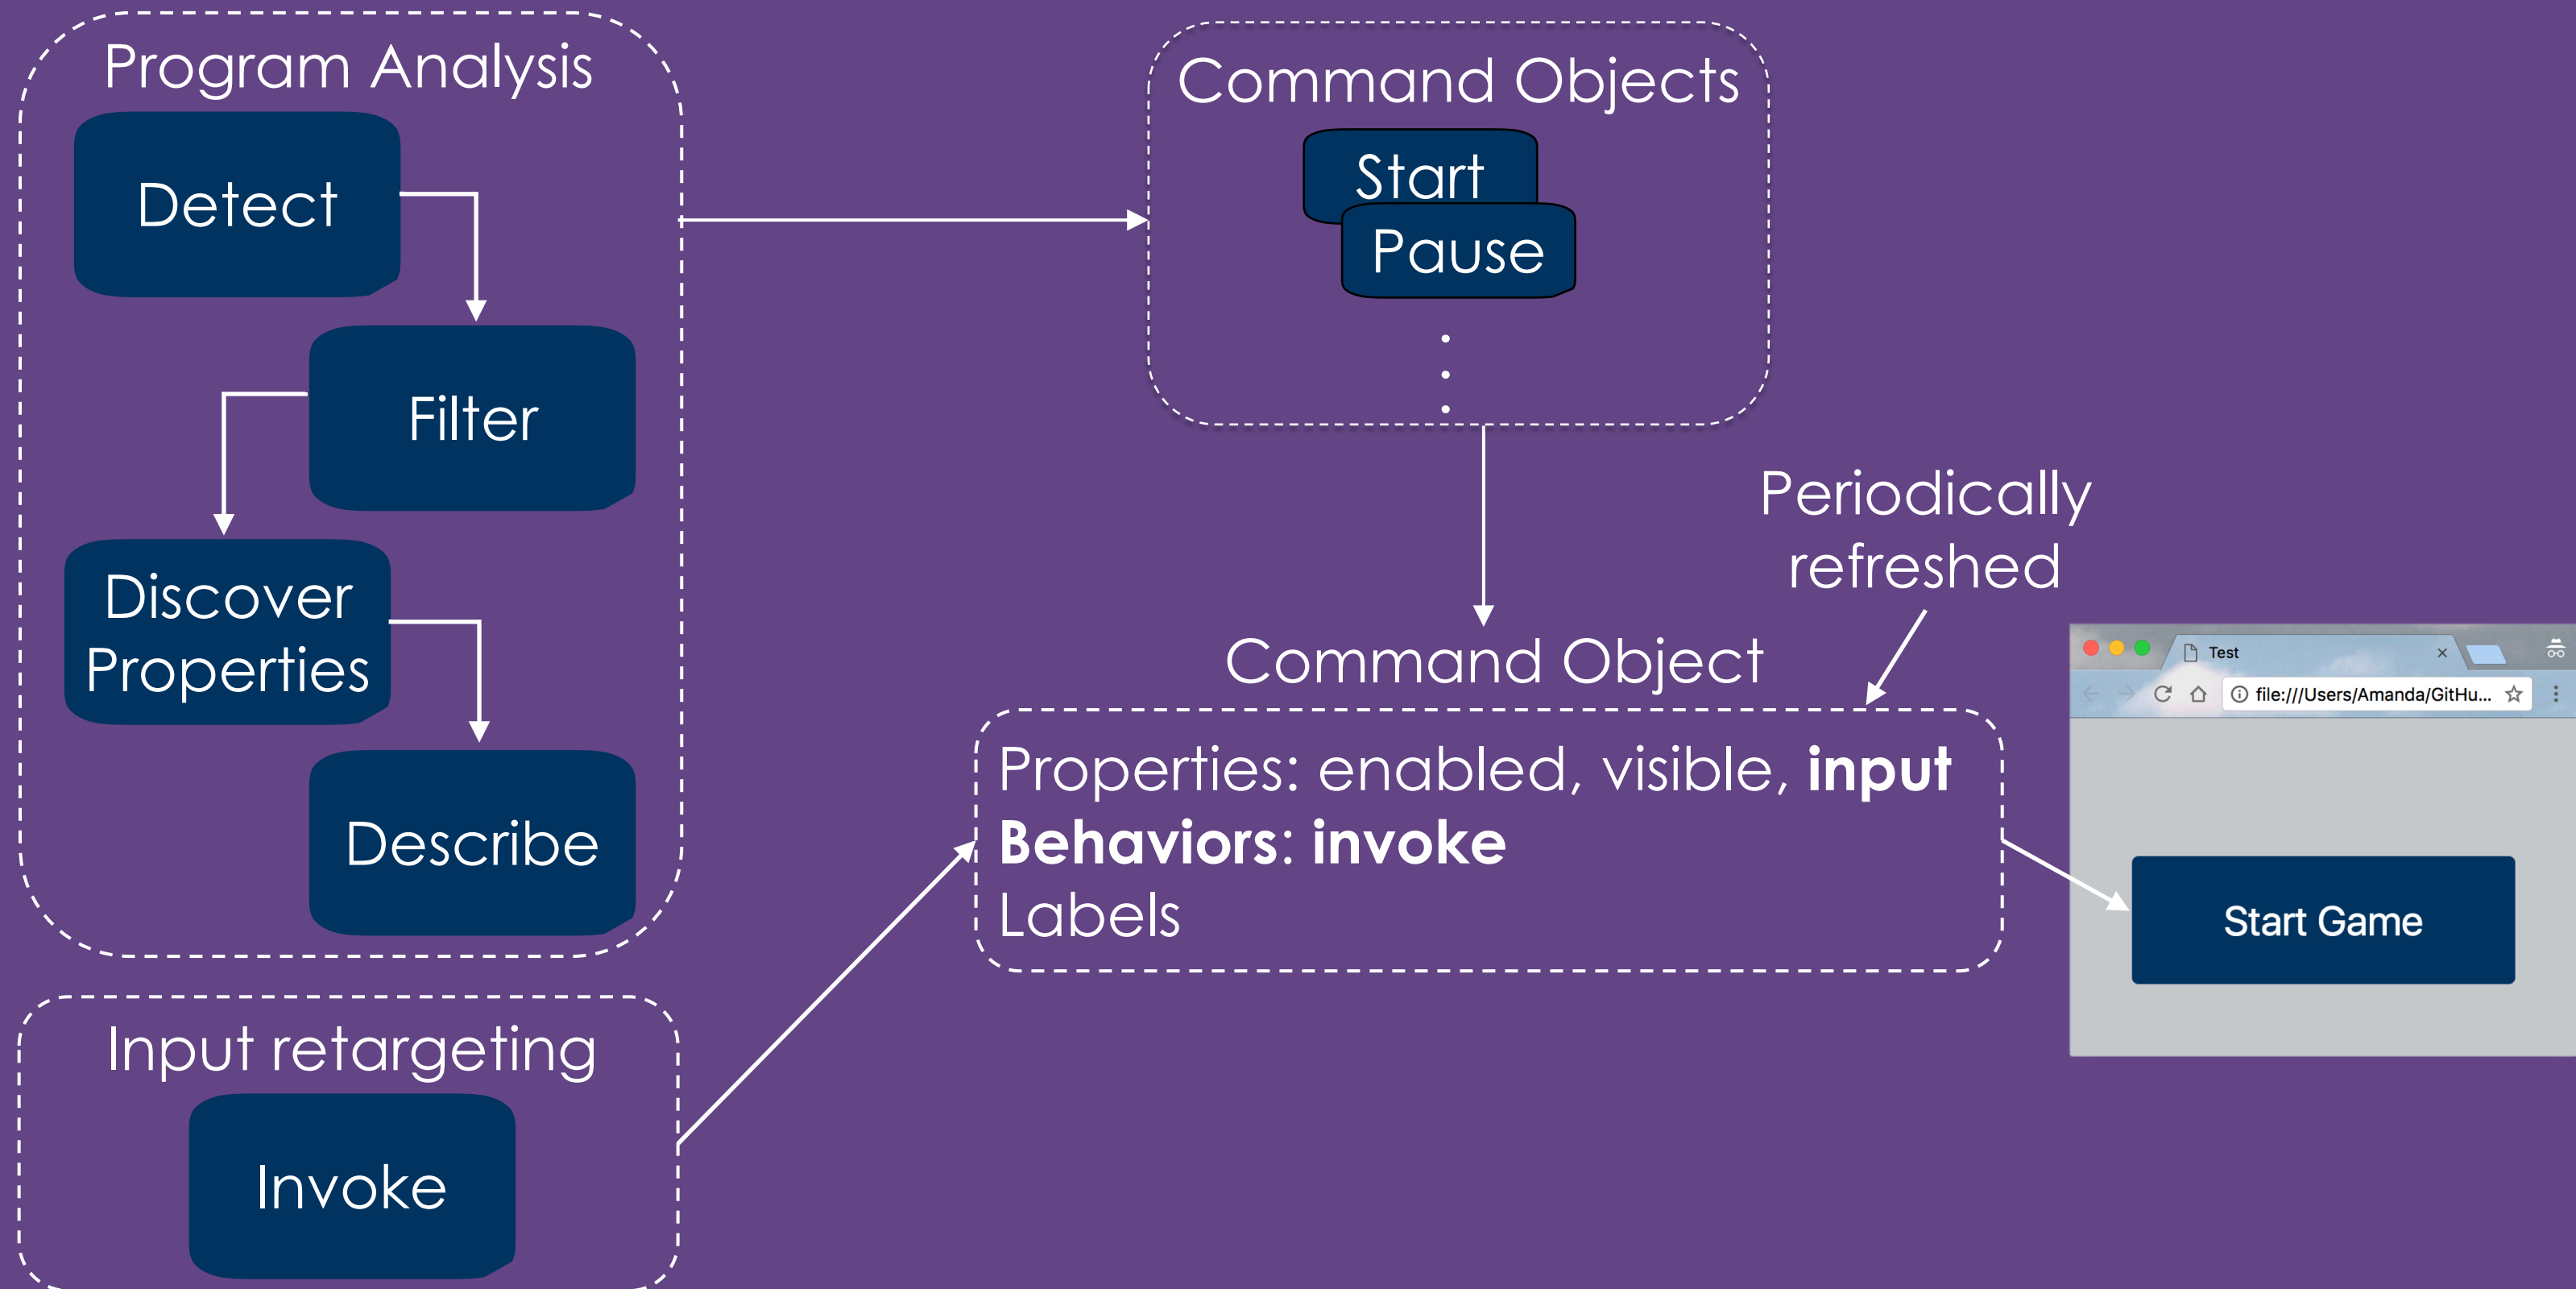 Program Analysis
Detect
Filter
Discover
Properties
Describe
Input retargeting
Invoke
Command Objects
Start
Pause
.
.
.
Periodically
refreshed
Command Object
Properties: enabled, visible, input
Behaviors: invoke
Labels
Test
file:///Users/Amanda/GitHu...
Start Game